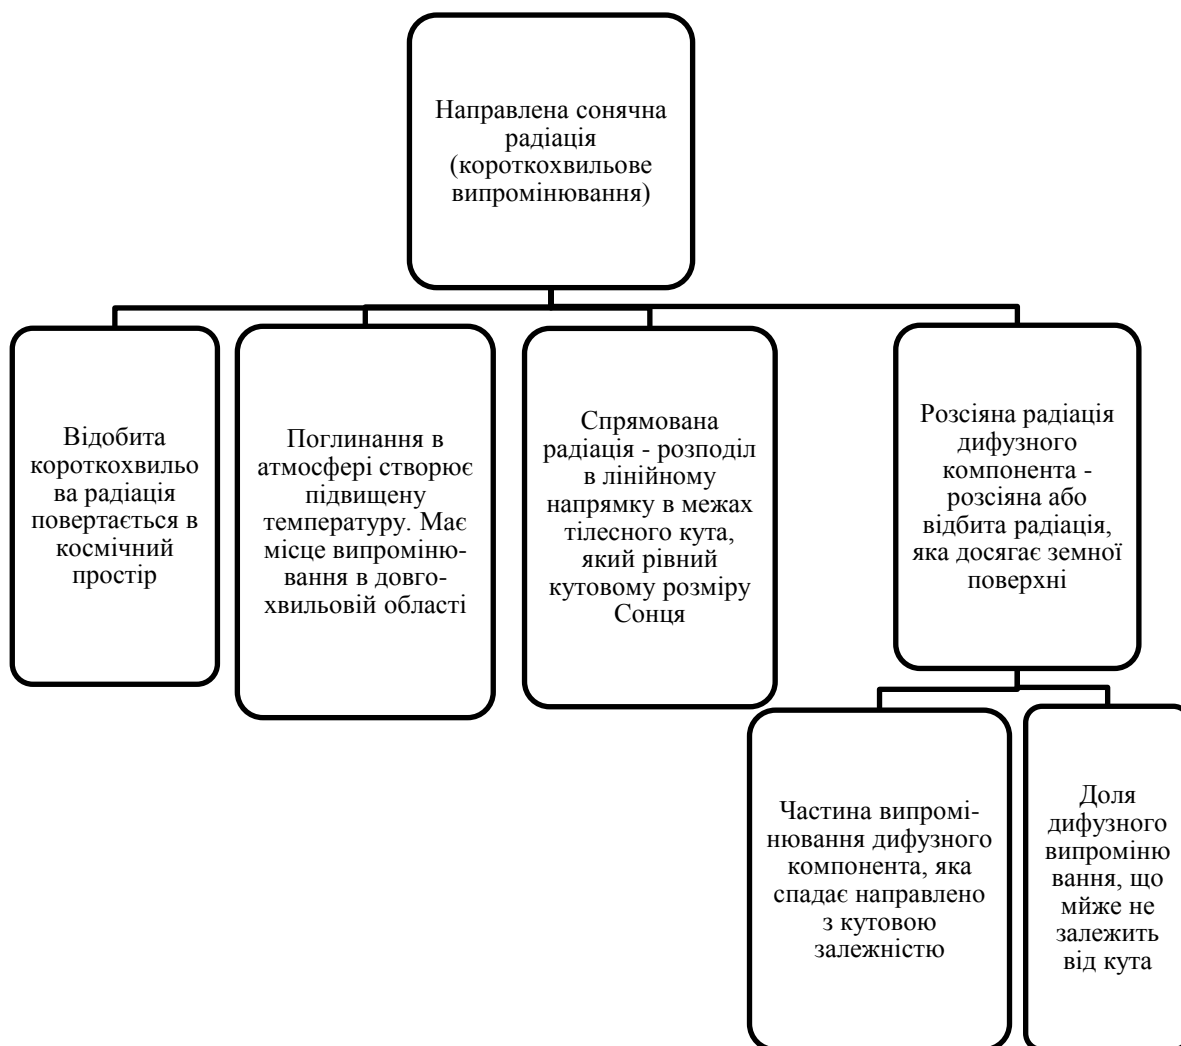 Направлена сонячна
радіація
(короткохвильове
випромінювання)
Відобита
короткохвильо
ва радіація
повертається в
космічний
простір
Поглинання в
атмосфері створює
підвищену
температуру. Має
місце випроміню-
вання в довго-
хвильовій області
Спрямована
радіація - розподіл
в лінійному
напрямку в межах
тілесного кута,
який рівний
кутовому розміру
Сонця
Розсіяна радіація
дифузного
компонента -
розсіяна або
відбита радіація,
яка досягає земної
поверхні
Частина випромі-
нювання дифузного
компонента, яка
спадає направлено
з кутовою
залежністю
Доля
дифузного
випроміню
вання, що
мйже не
залежить
від кута